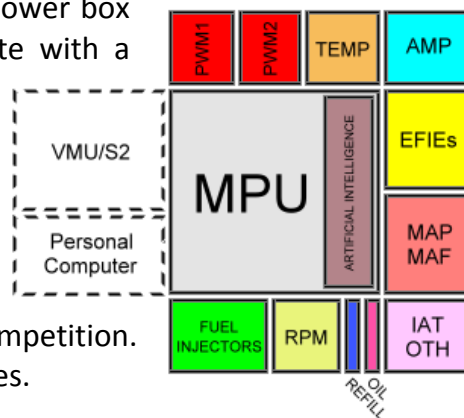 ower box
te with a
PWM1
PWM2
TEMP
AMP
VMU/S2
MPU
ARTIFICIAL INTELLIGENCE
EFIEs
Personal
Computer
MAP
MAF
mpetition.
es.
FUEL
INJECTORS
RPM
REFILL
OIL
IAT
OTH